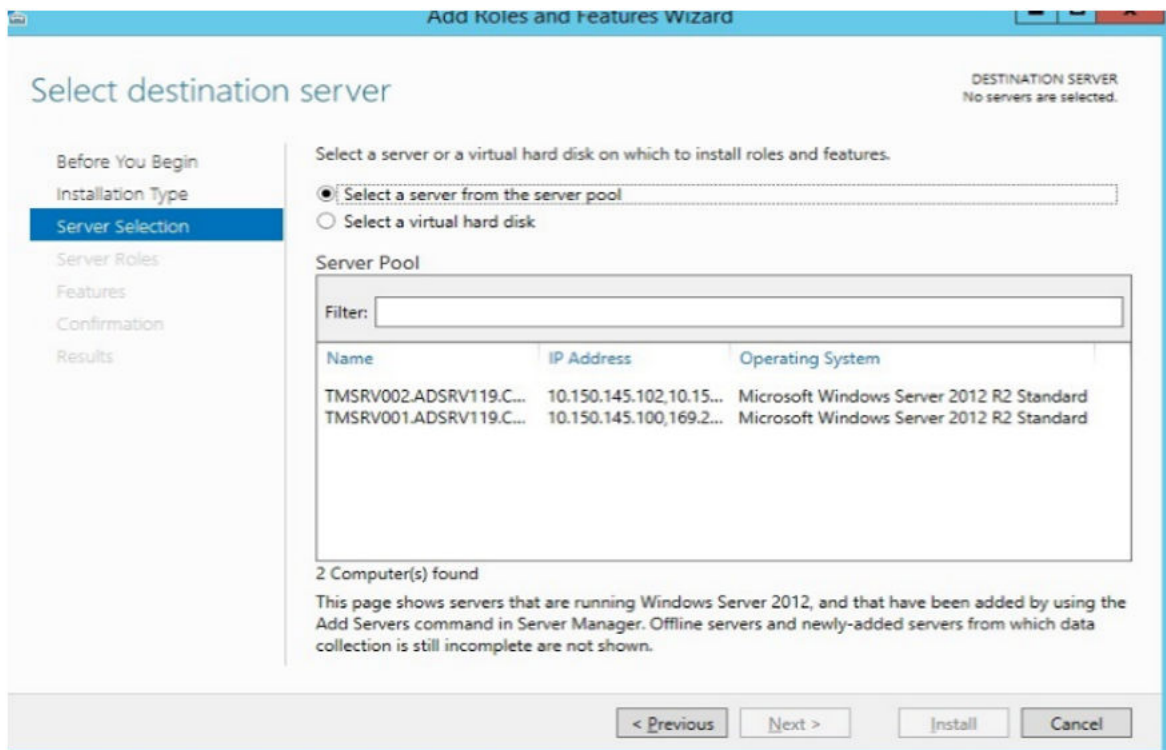 Add Roles and Features Wizard
Select destination server
DESTINATION SERVER
No servers are selected.
Before You Begin
Installation Type
Server Selection
Server Roles
Features
Confirmation
Results
Select a server or a virtual hard disk on which to install roles and features.
Select a server from the server pool
Select a virtual hard disk
Server Pool
Filter:
Name IP Address Operating System
TMSRV002.ADSRV119.C... 10.150.145.102,10.15... Microsoft Windows Server 2012 R2 Standard
TMSRV001.ADSRV119.C... 10.150.145.100,169.2... Microsoft Windows Server 2012 R2 Standard
2 Computer(s) found
This page shows servers that are running Windows Server 2012, and that have been added by using the
Add Servers command in Server Manager. Offline servers and newly-added servers from which data
collection is still incomplete are not shown.
< Previous Next > Install Cancel